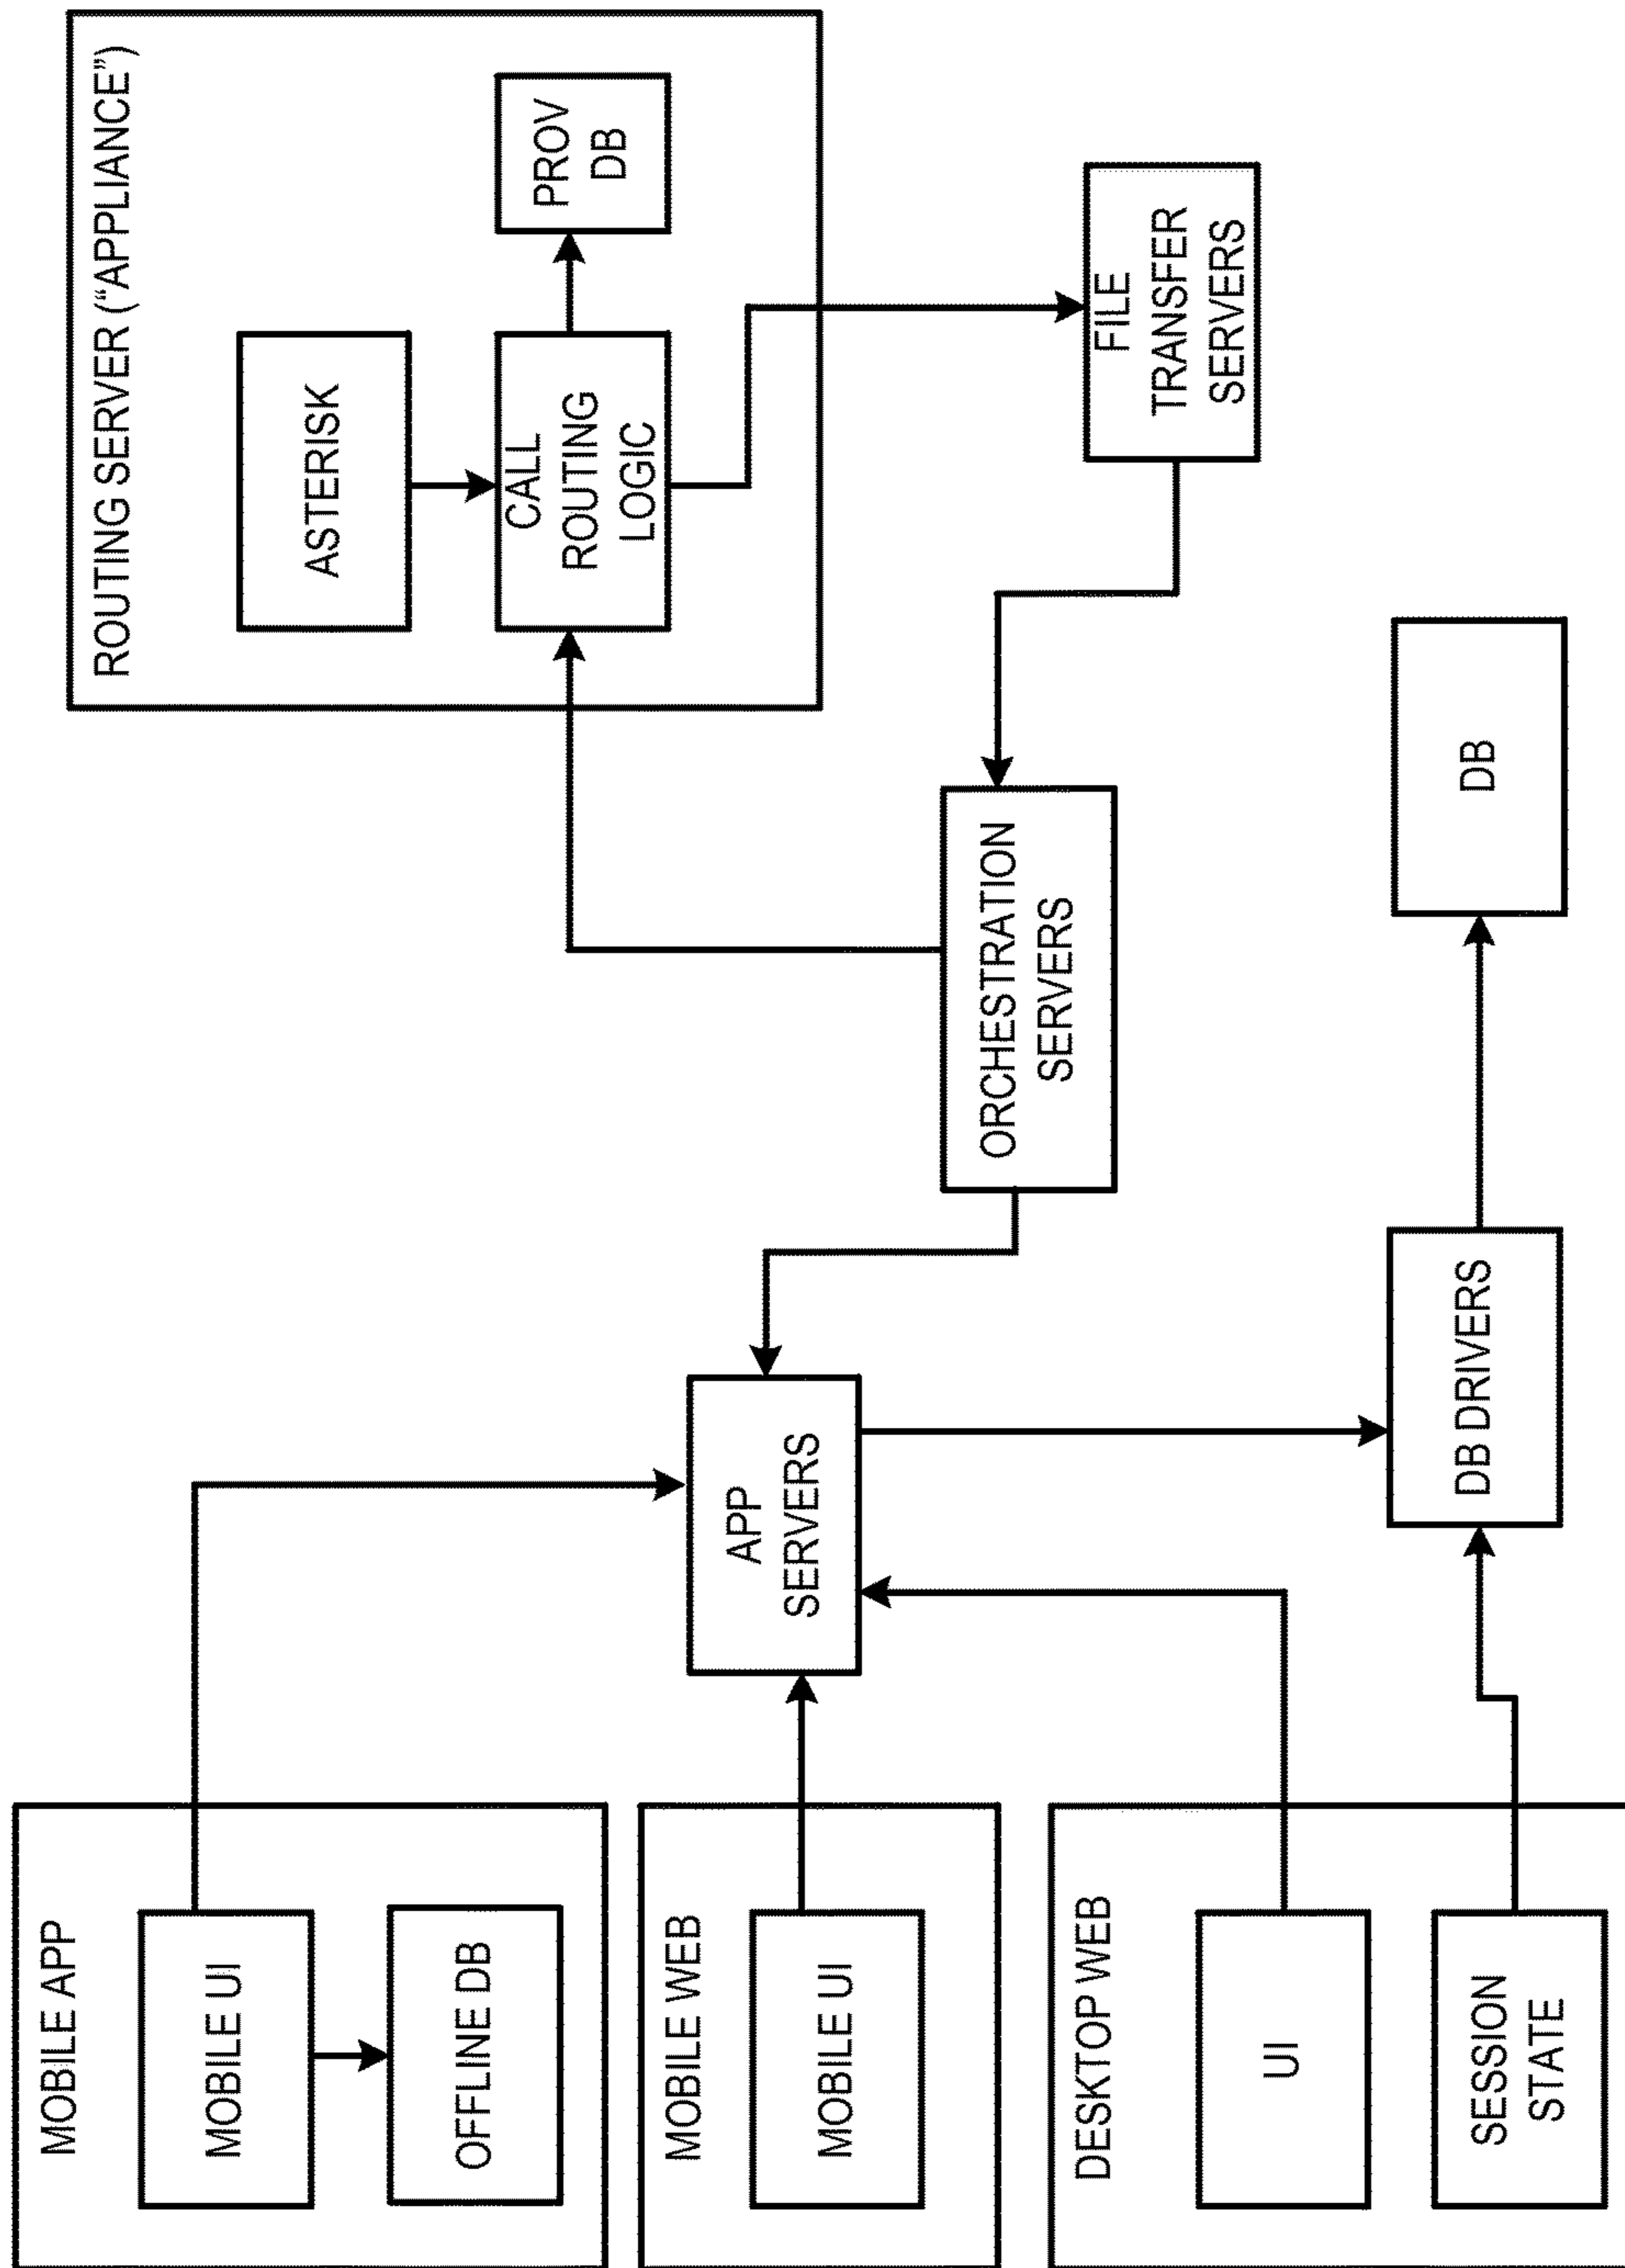 MOBILE APP
MOBILE UI
OFFLINE DB
MOBILE WEB
MOBILE UI
DESKTOP WEB
UI
SESSION
STATE
APP
SERVERS
DB DRIVERS
ORCHESTRATION
SERVERS
DB
ROUTING SERVER (“APPLIANCE”)
ASTERISK
CALL
ROUTING
LOGIC
PROV
DB
FILE
TRANSFER
SERVERS